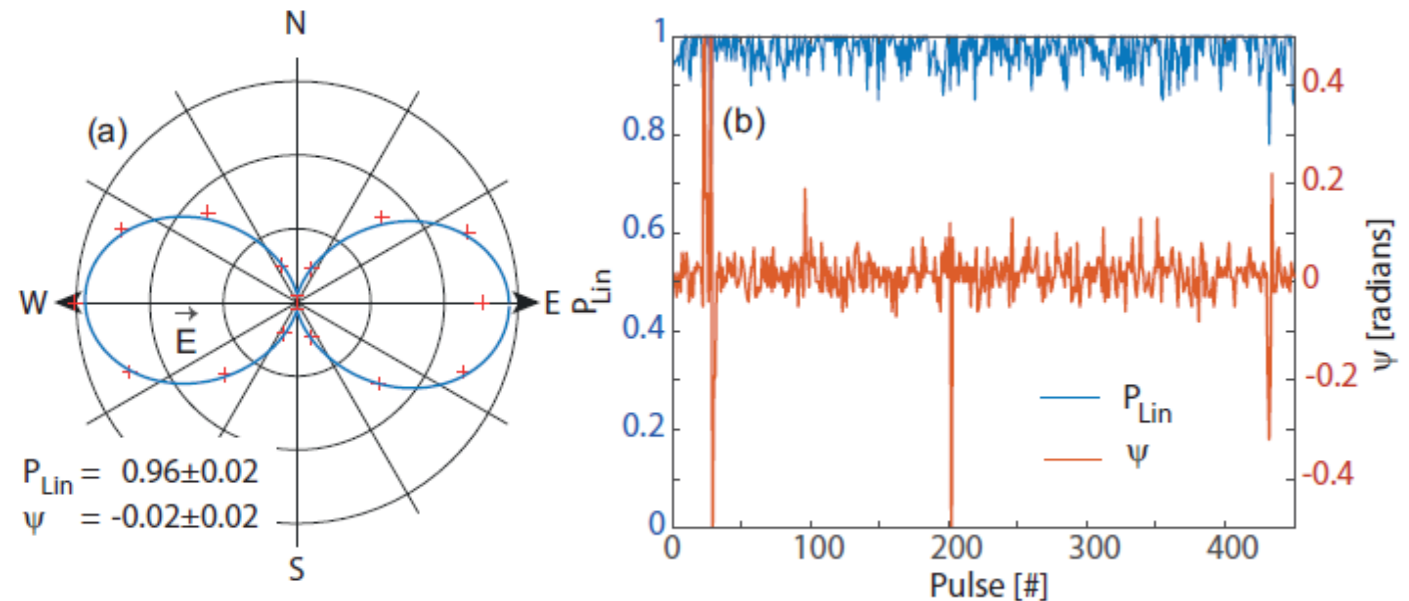 N
(a)
W
E
E
S
P_Lin = 0.96±0.02
ψ = -0.02±0.02
(b)
1
0.8
0.6
0.4
0.2
0
P_Lin
0.4
0.2
0
-0.2
-0.4
ψ [radians]
P_Lin
ψ
0 100 200 300 400
Pulse [#]